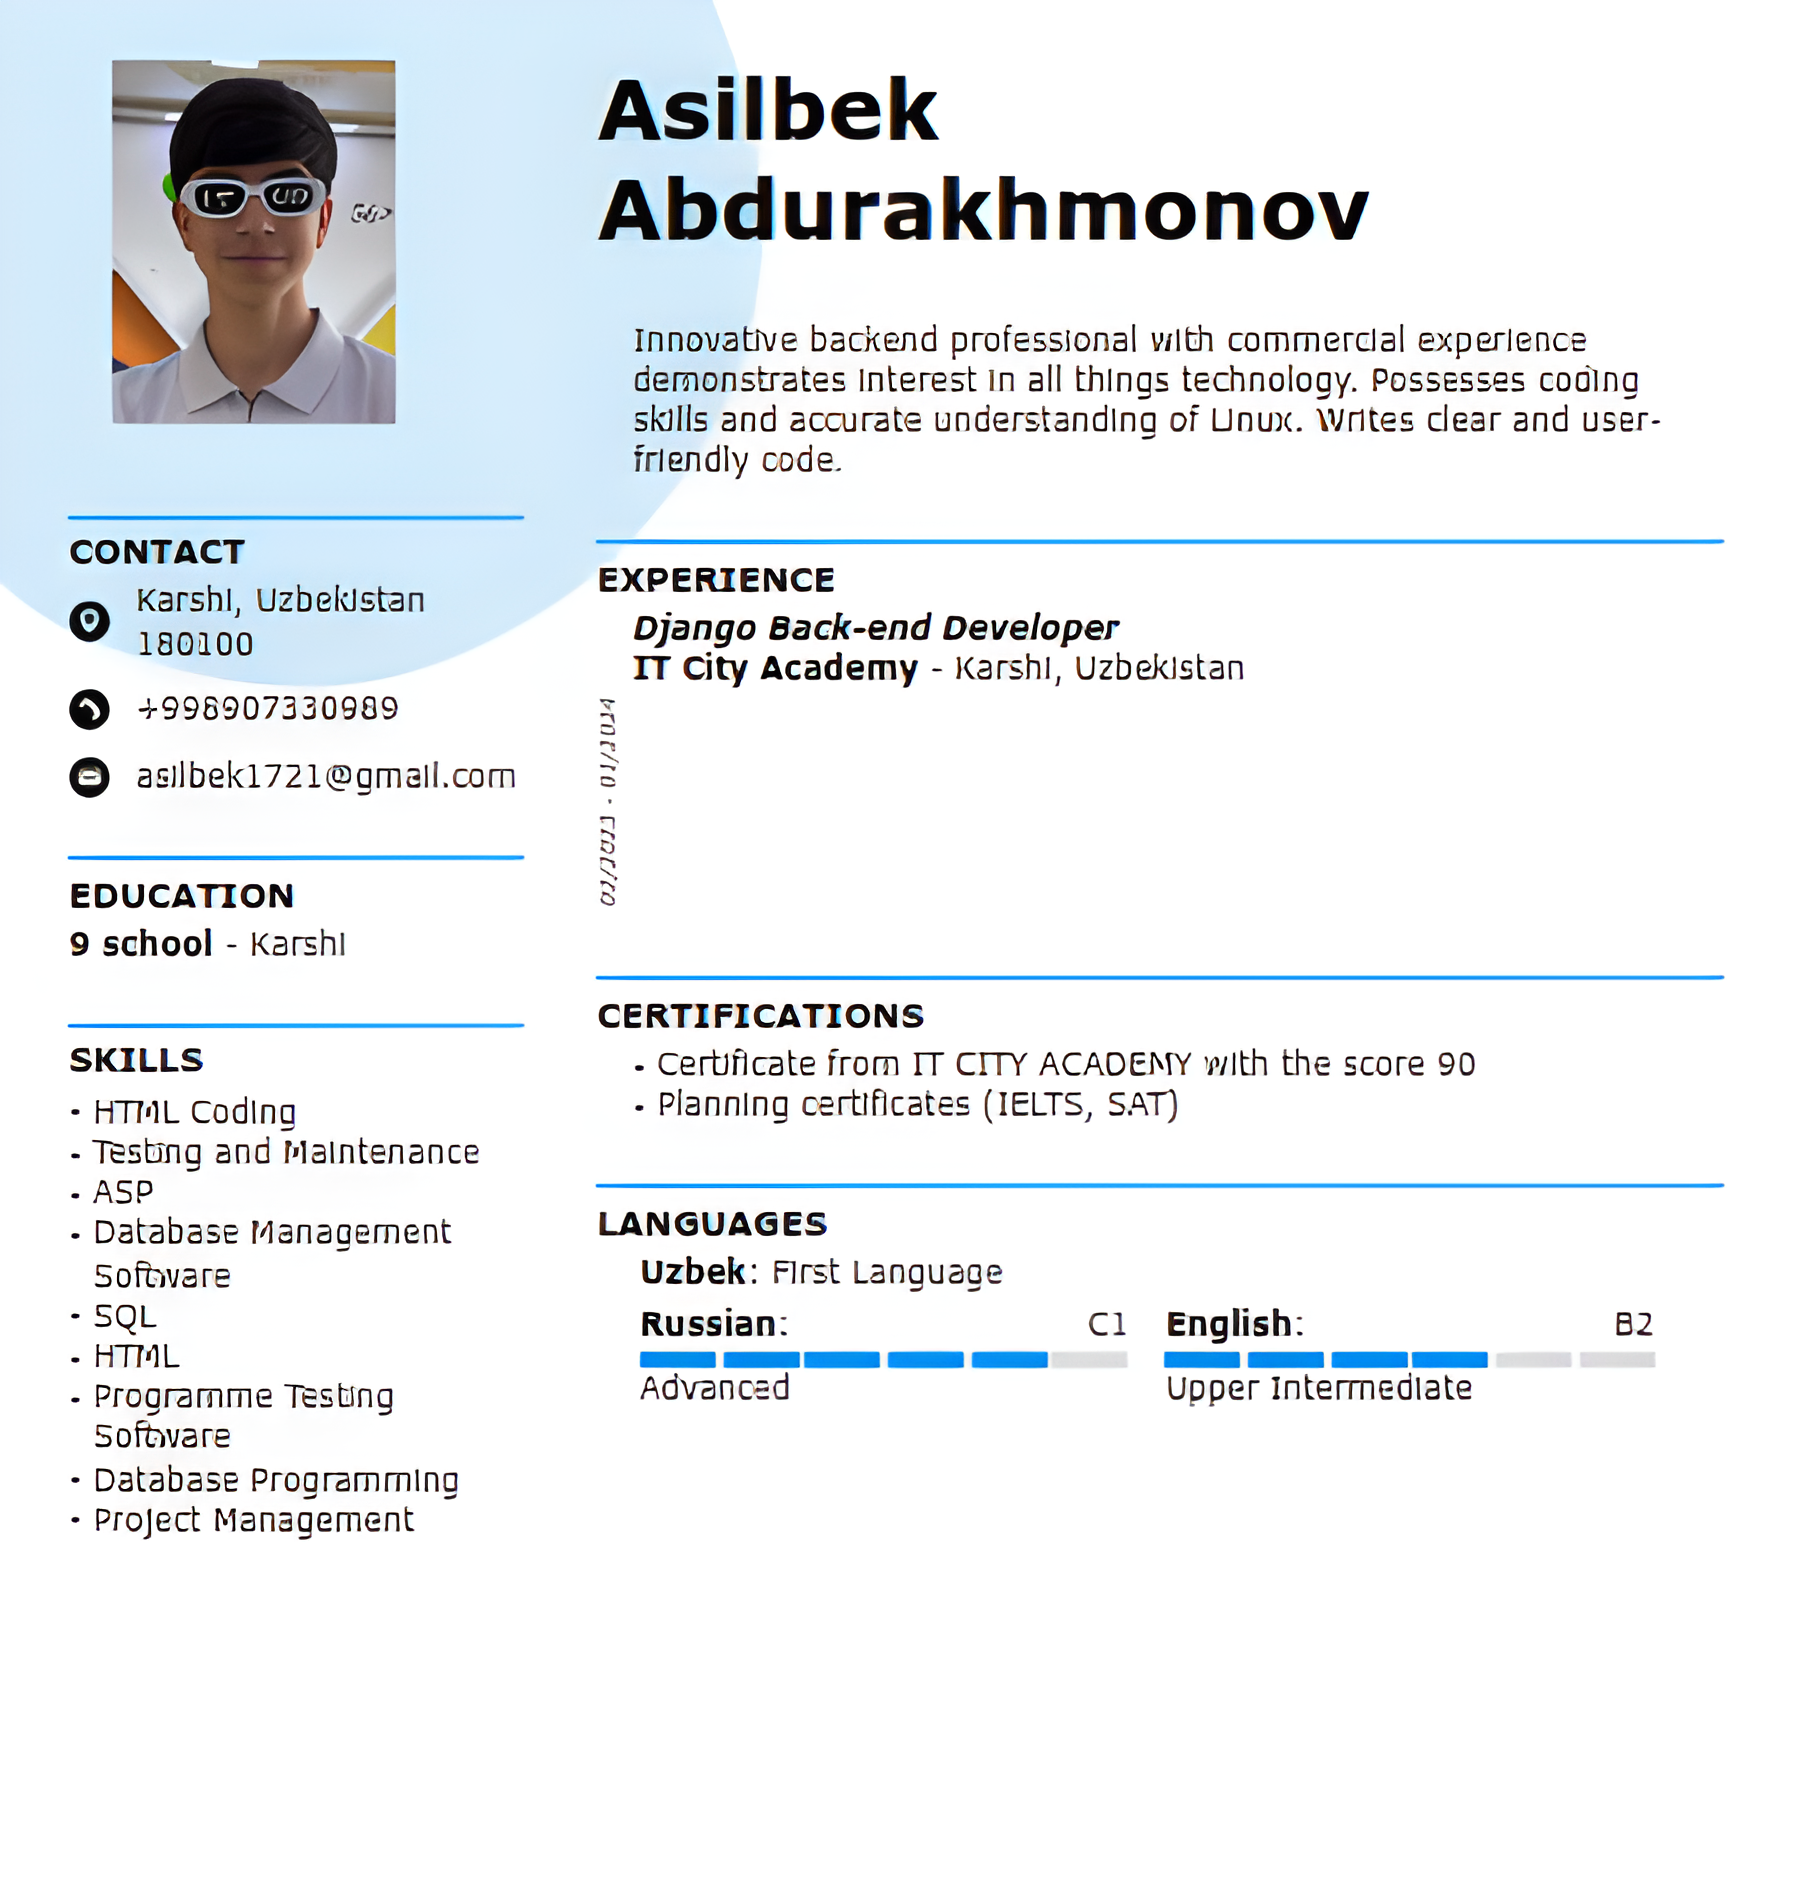 Asilbek
Abdurakhmonov
Innovative backend professional with commercial experience
demonstrates interest in all things technology. Possesses coding
skills and accurate understanding of Linux. Writes clear and user-
friendly code.
CONTACT
Karshi, Uzbekistan
180100
+998907330989
asilbek1721@gmail.com
EDUCATION
9 school - Karshi
SKILLS
- HTML Coding
- Testing and Maintenance
- ASP
- Database Management
Software
- SQL
- HTML
- Programme Testing
Software
- Database Programming
- Project Management
EXPERIENCE
Django Back-end Developer
IT City Academy - Karshi, Uzbekistan
CERTIFICATIONS
- Certificate from IT CITY ACADEMY with the score 90
- Planning certificates (IELTS, SAT)
LANGUAGES
Uzbek: First Language
Russian: C1
Advanced
English: B2
Upper Intermediate